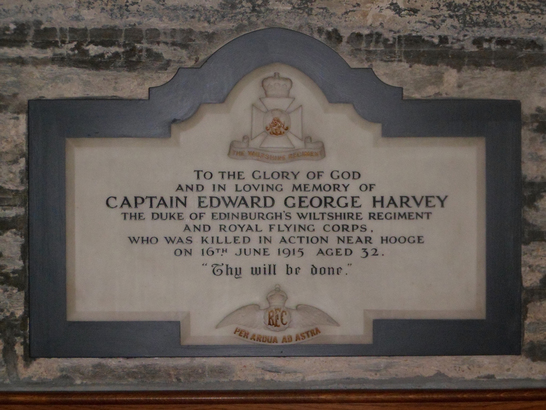 TO THE GLORY OF GOD
AND IN LOVING MEMORY OF
CAPTAIN EDWARD GEORGE HARVEY
THE DUKE OF EDINBURGH'S WILTSHIRE REGIMENT
AND ROYAL FLYING CORPS,
WHO WAS KILLED IN ACTION NEAR HOOGE
ON 16TH JUNE 1915 AGED 32.
"Thy will be done."
RFC
PER ARDUA AD ASTRA